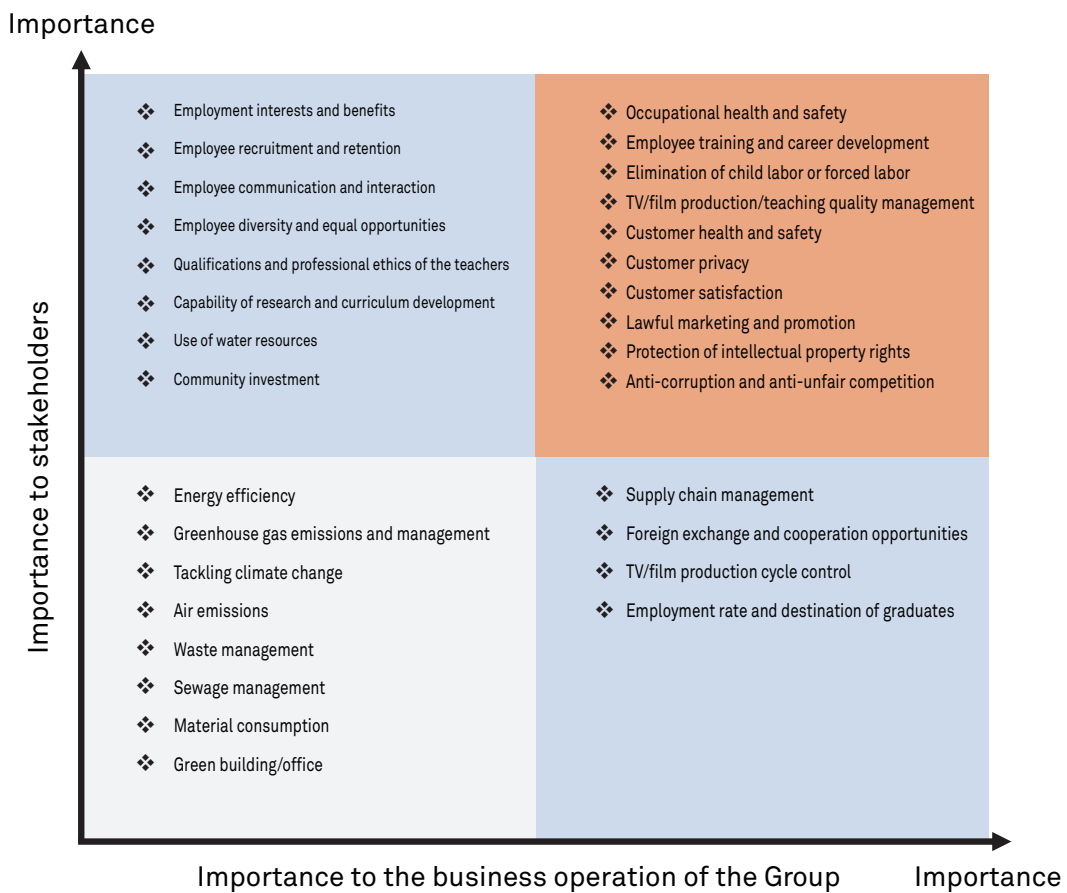 Importance
Importance to stakeholders
❖ Employment interests and benefits
❖ Employee recruitment and retention
❖ Employee communication and interaction
❖ Employee diversity and equal opportunities
❖ Qualifications and professional ethics of the teachers
❖ Capability of research and curriculum development
❖ Use of water resources
❖ Community investment
❖ Occupational health and safety
❖ Employee training and career development
❖ Elimination of child labor or forced labor
❖ TV/film production/teaching quality management
❖ Customer health and safety
❖ Customer privacy
❖ Customer satisfaction
❖ Lawful marketing and promotion
❖ Protection of intellectual property rights
❖ Anti-corruption and anti-unfair competition
❖ Energy efficiency
❖ Greenhouse gas emissions and management
❖ Tackling climate change
❖ Air emissions
❖ Waste management
❖ Sewage management
❖ Material consumption
❖ Green building/office
❖ Supply chain management
❖ Foreign exchange and cooperation opportunities
❖ TV/film production cycle control
❖ Employment rate and destination of graduates
Importance to the business operation of the Group
Importance